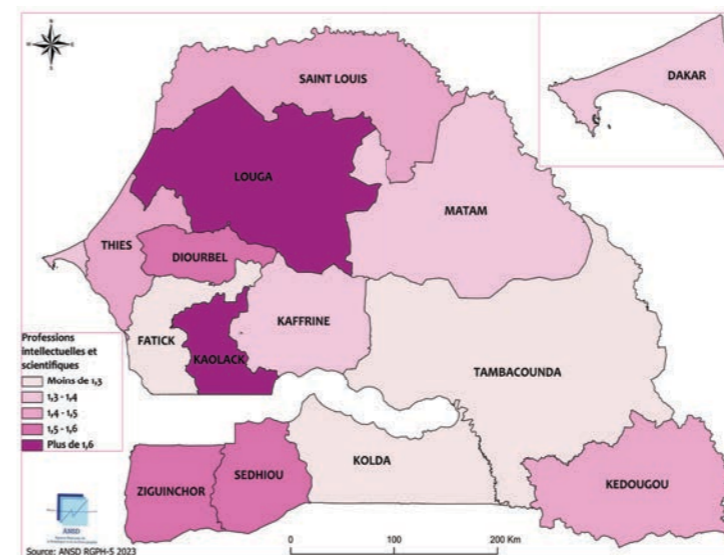 N
SAINT LOUIS
DAKAR
LOUGA
MATAM
THIES
DIOURBEL
KAFFRINE
FATICK
KAOLACK
TAMBACOUNDA
Professions
intellectuelles et
scientifiques
Moins de 1,3
1,3 - 1,4
1,4 - 1,5
1,5 - 1,6
Plus de 1,6
KOLDA
SEDHIOU
ZIGUINCHOR
KEDOUGOU
ANSD
Source: ANSD RGPH-5 2023
0 100 200 Km